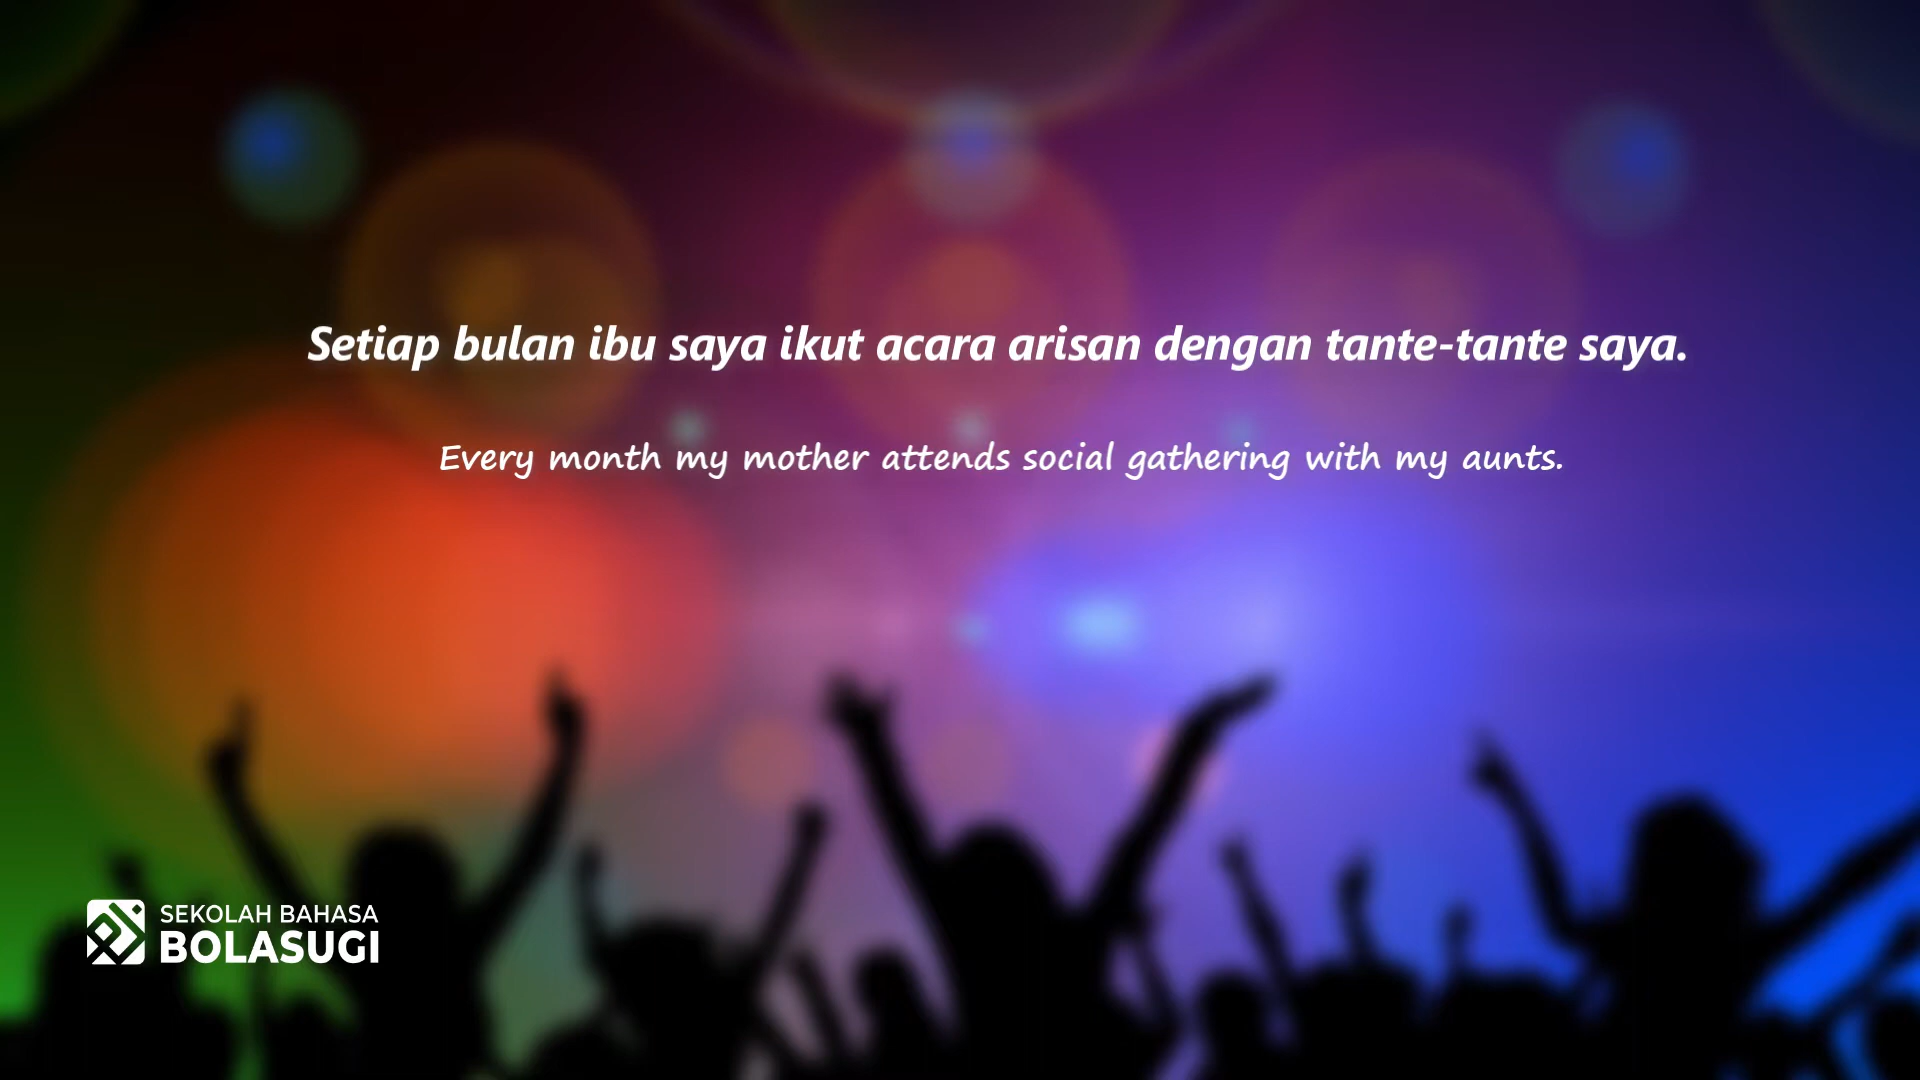 Setiap bulan ibu saya ikut acara arisan dengan tante-tante saya.
Every month my mother attends social gathering with my aunts.
SEKOLAH BAHASA
BOLASUGI